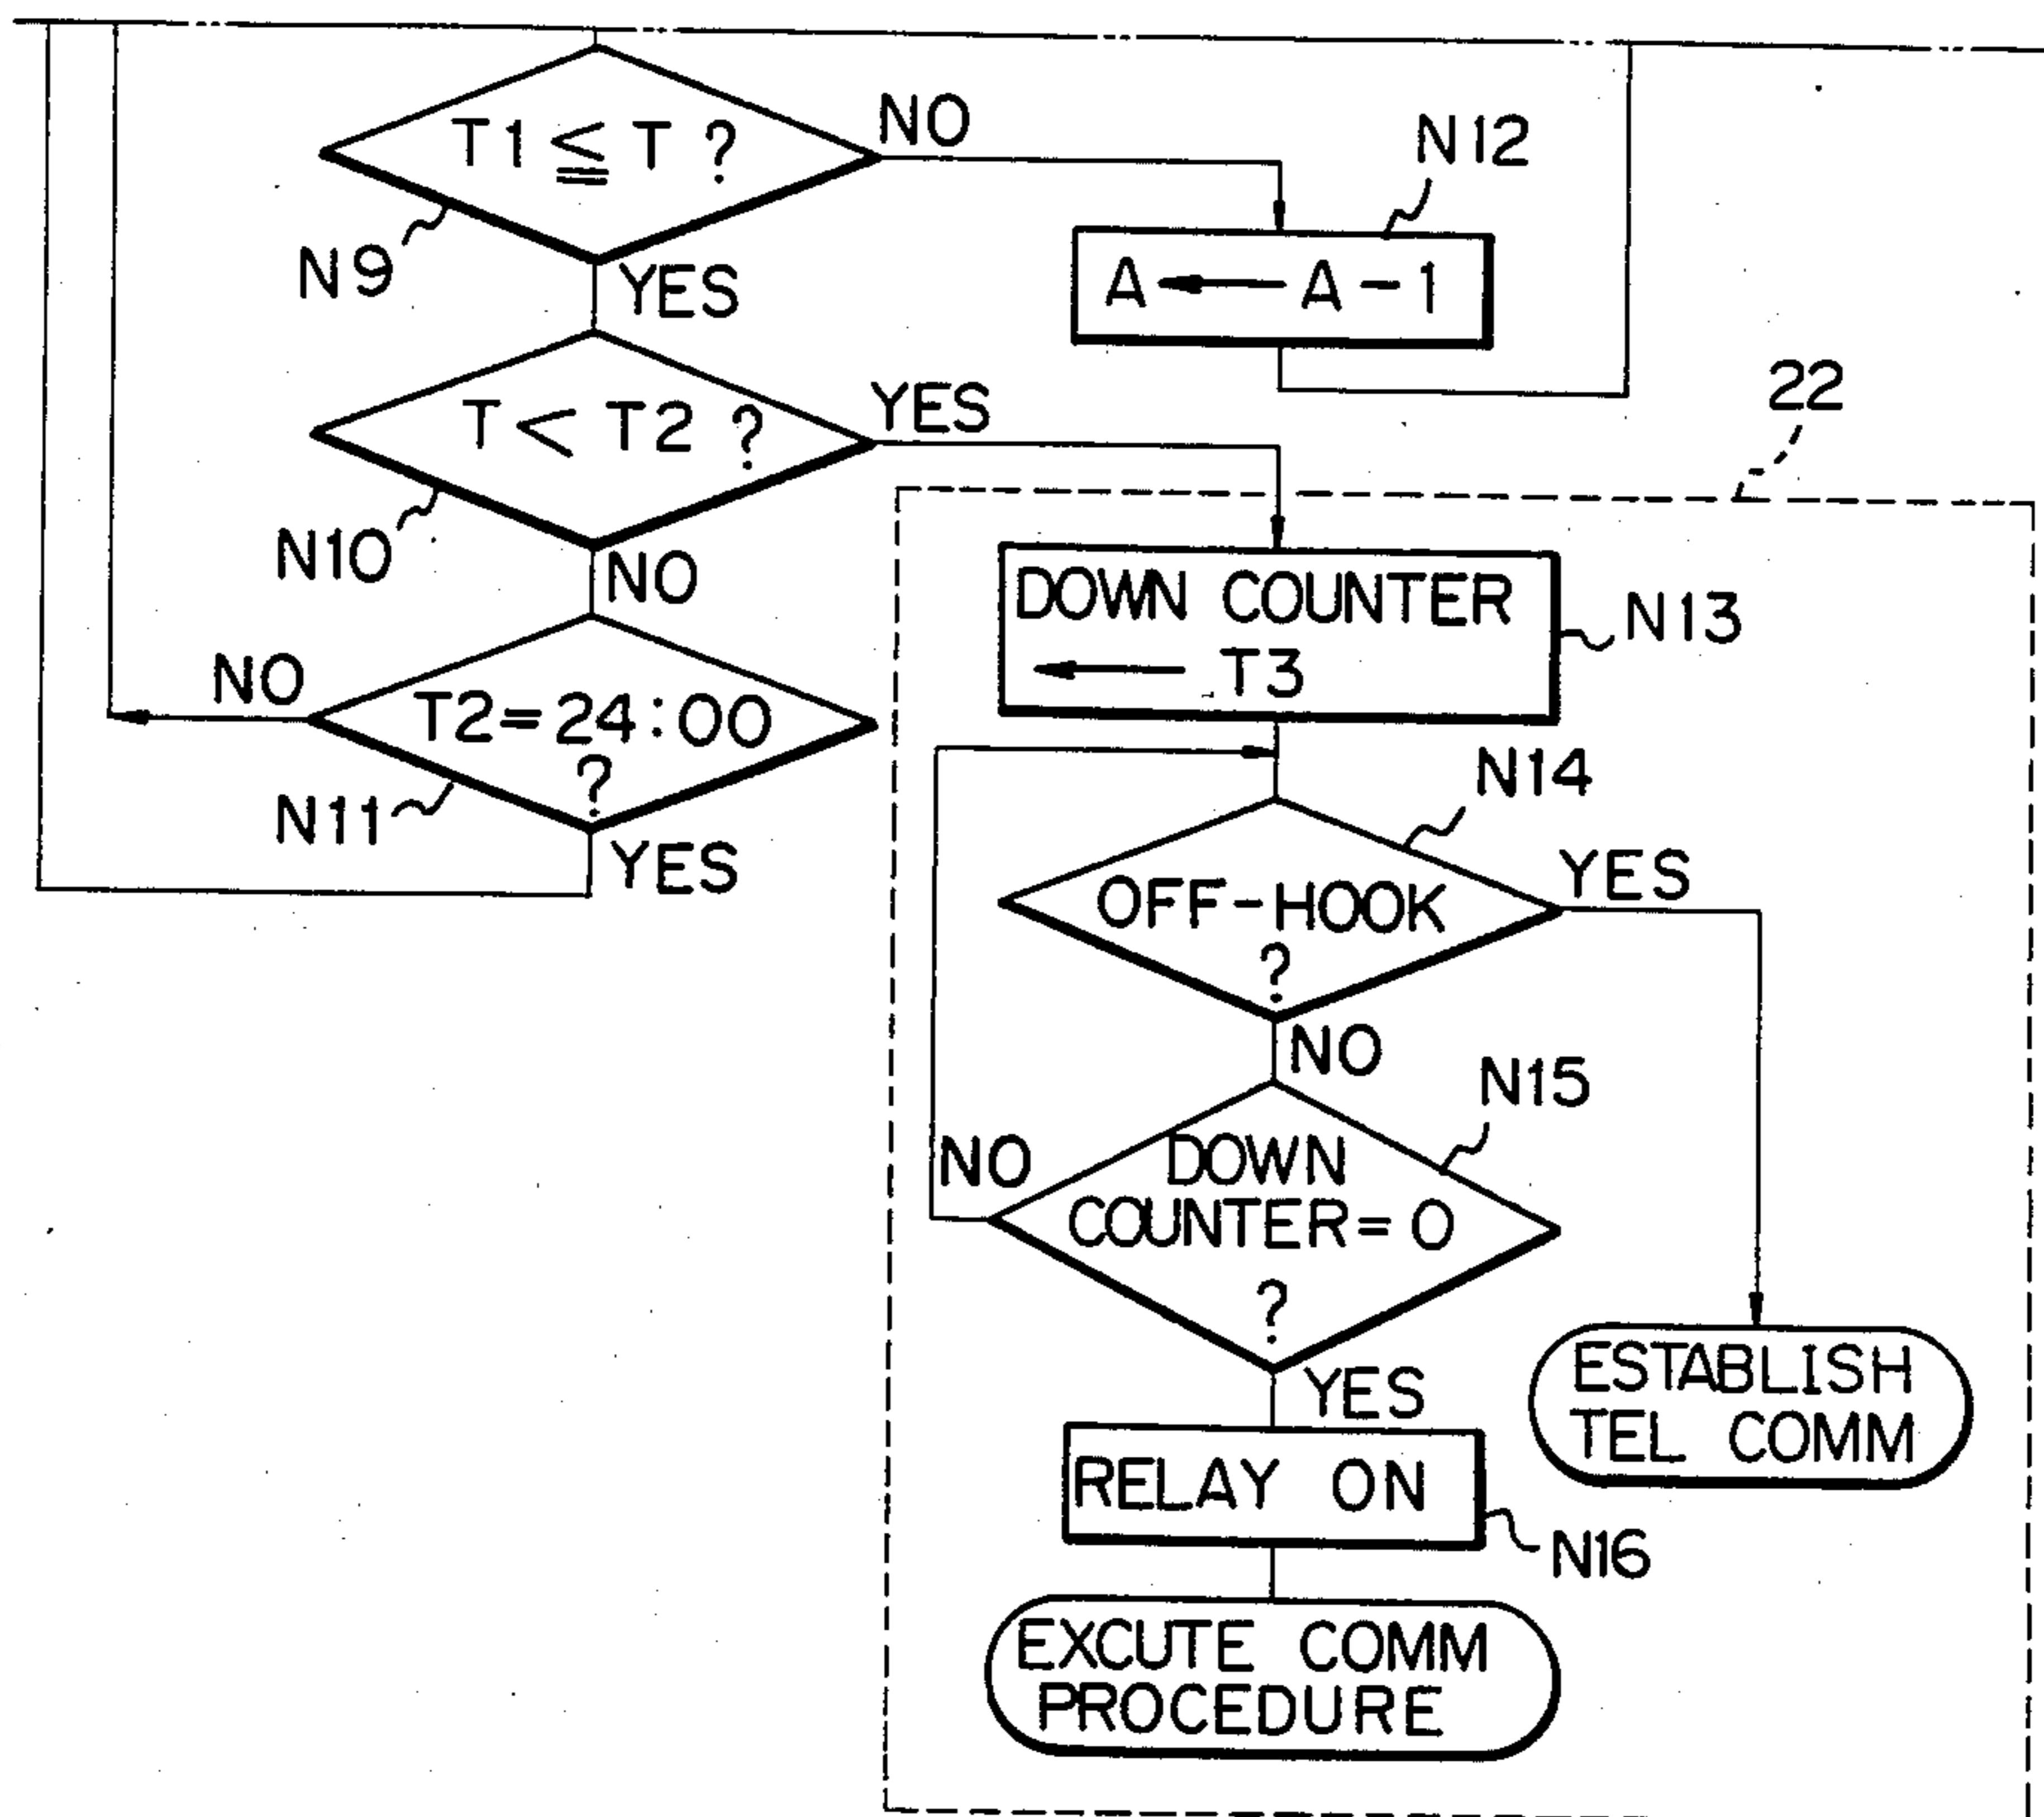 T1 ≦ T ?
NO
N12
N9
YES
A ← A - 1
T < T2 ?
YES
22
N10
NO
DOWN COUNTER
← T3
N13
NO
T2=24:00
?
N11
YES
N14
OFF-HOOK
?
YES
NO
N15
NO
DOWN
COUNTER=0
?
YES
ESTABLISH
TEL COMM
RELAY ON
N16
EXCUTE COMM
PROCEDURE